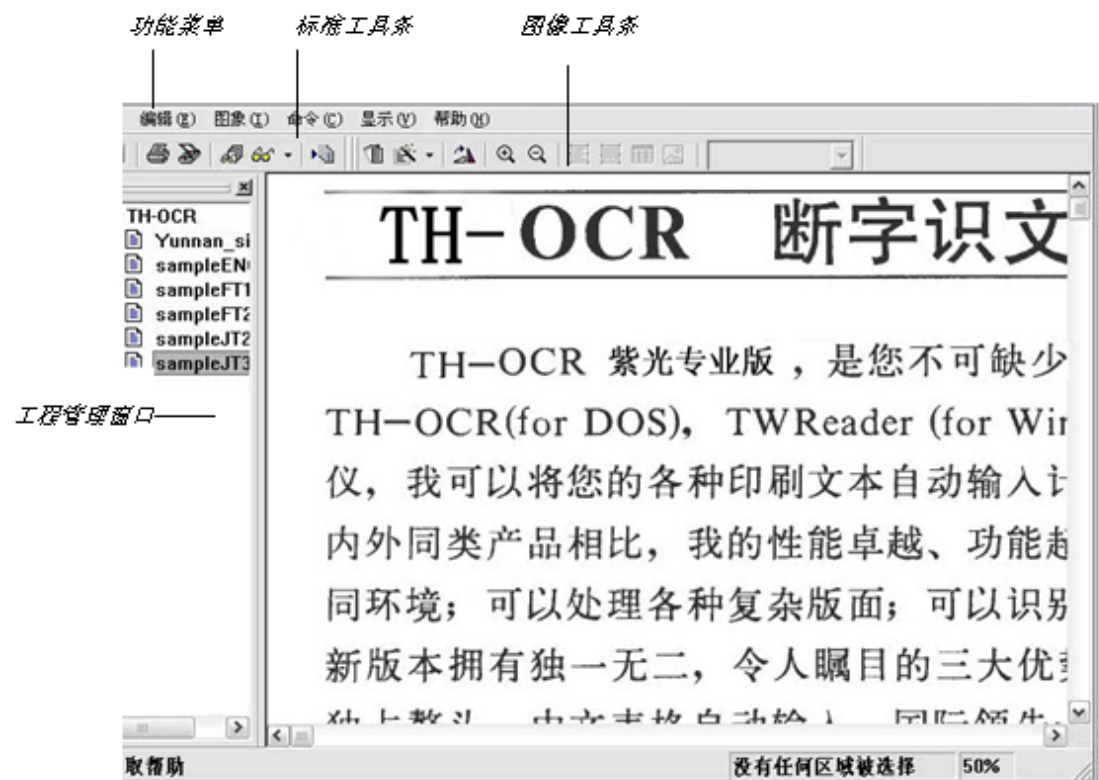 功能菜单 标准工具条 图像工具条
编辑(E) 图象(I) 命令(C) 显示(V) 帮助(H)
TH-OCR
Yunnan_si
sampleEN
sampleFT1
sampleFT2
sampleJT2
sampleJT3
工程管理窗口
TH-OCR 断字识文
TH-OCR 紫光专业版，是您不可缺少
TH-OCR(for DOS)，TWReader (for Win
仪，我可以将您的各种印刷文本自动输入计
内外同类产品相比，我的性能卓越、功能超
同环境；可以处理各种复杂版面；可以识别
新版本拥有独一无二，令人瞩目的三大优势
取帮助 没有任何区域被选择 50%